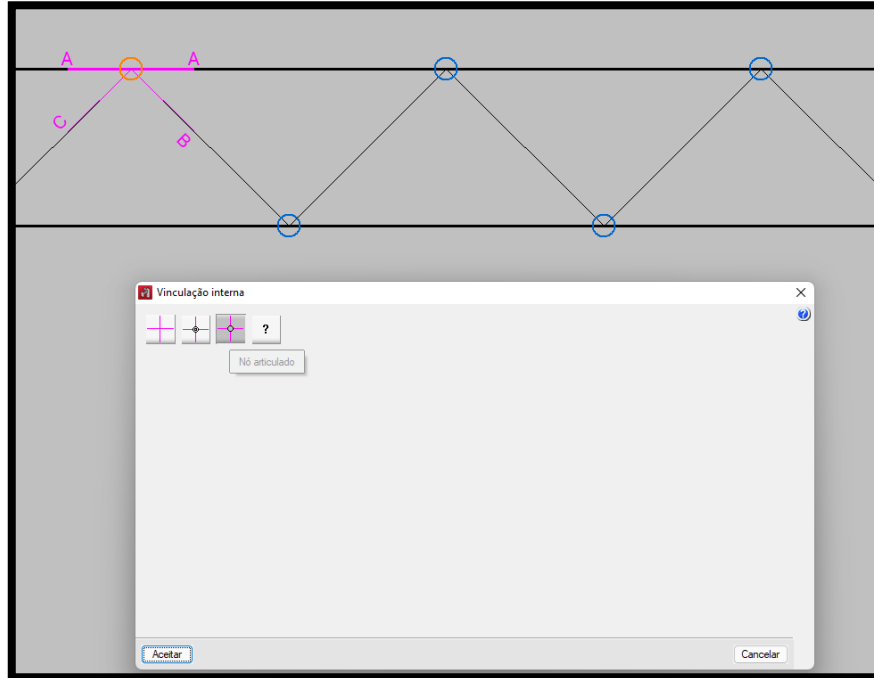 A A
C
B
Vinculação interna
?
?
Nó articulado
Aceitar
Cancelar